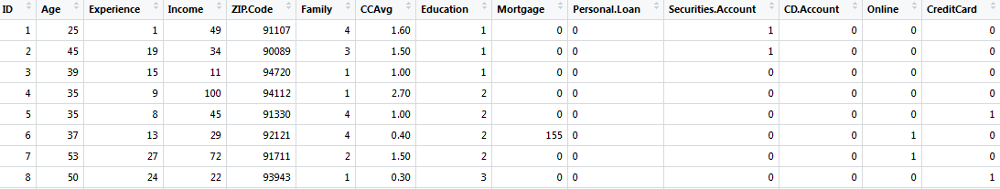 ID Age Experience Income ZIP.Code Family CCAvg Education Mortgage Personal.Loan Securities.Account CD.Account Online CreditCard
1 25 1 49 91107 4 1.60 1 0 0 1 0 0 0
2 45 19 34 90089 3 1.50 1 0 0 1 0 0 0
3 39 15 11 94720 1 1.00 1 0 0 0 0 0 0
4 35 9 100 94112 1 2.70 2 0 0 0 0 0 0
5 35 8 45 91330 4 1.00 2 0 0 0 0 0 1
6 37 13 29 92121 4 0.40 2 155 0 0 0 1 0
7 53 27 72 91711 2 1.50 2 0 0 0 0 1 0
8 50 24 22 93943 1 0.30 3 0 0 0 0 0 1